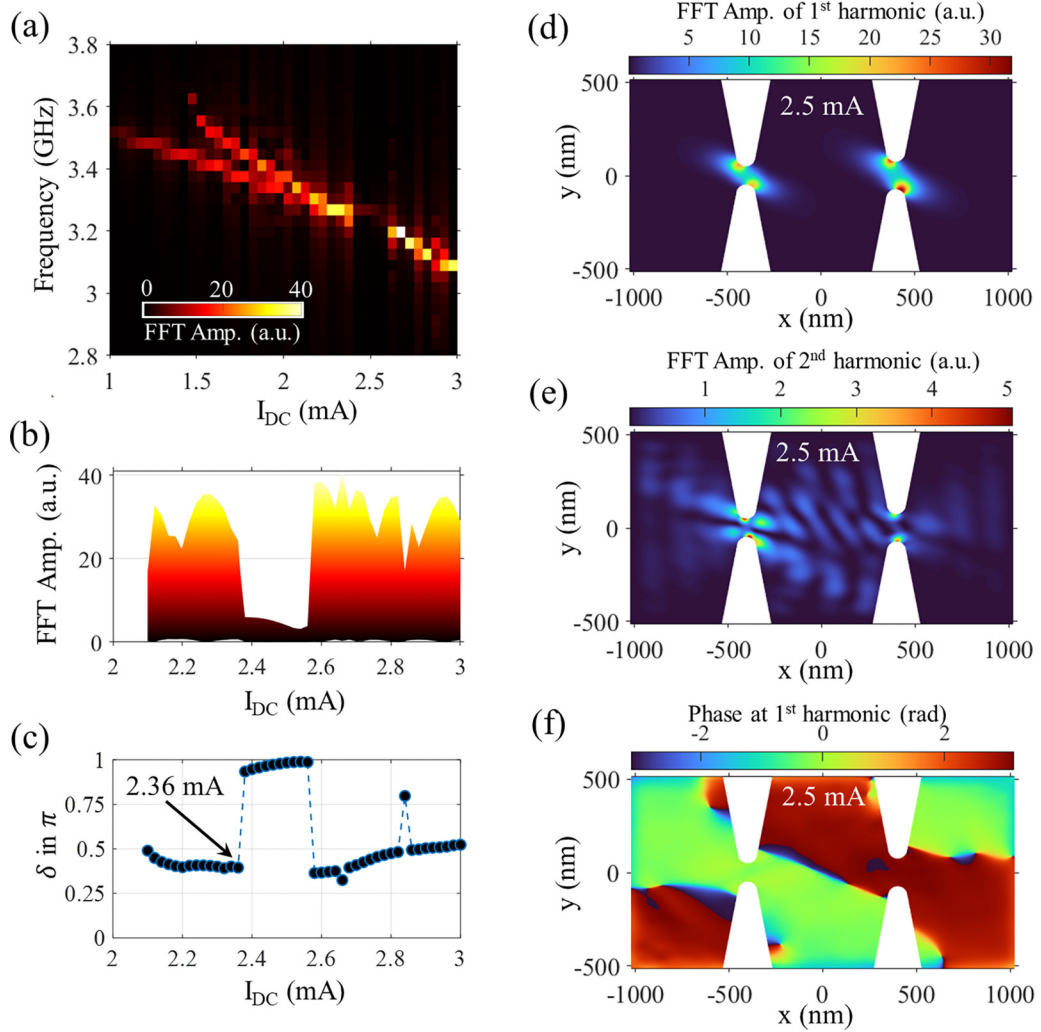 (a)
3.8
3.6
3.4
3.2
3
2.8
Frequency (GHz)
0 20 40
FFT Amp. (a.u.)
1 1.5 2 2.5 3
I_DC (mA)
(b)
40
20
0
FFT Amp. (a.u.)
2 2.2 2.4 2.6 2.8 3
I_DC (mA)
(c)
1
0.75
0.5
0.25
0
δ in π
2.36 mA
2 2.2 2.4 2.6 2.8 3
I_DC (mA)
(d)
FFT Amp. of 1st harmonic (a.u.)
5 10 15 20 25 30
500
0
-500
y (nm)
2.5 mA
-1000 -500 0 500 1000
x (nm)
(e)
FFT Amp. of 2nd harmonic (a.u.)
1 2 3 4 5
500
0
-500
y (nm)
2.5 mA
-1000 -500 0 500 1000
x (nm)
(f)
Phase at 1st harmonic (rad)
-2 0 2
500
0
-500
y (nm)
2.5 mA
-1000 -500 0 500 1000
x (nm)